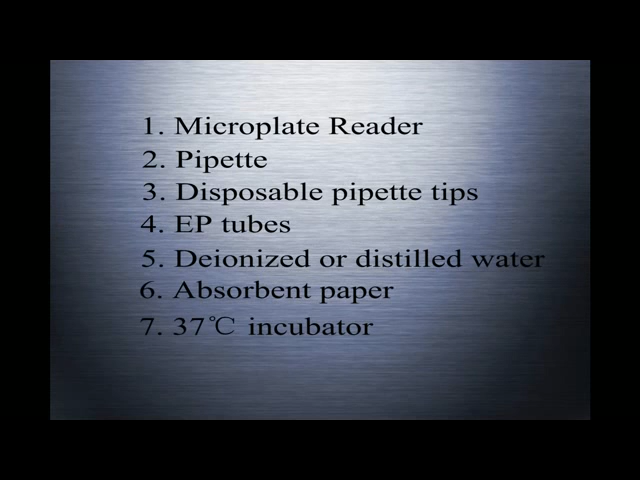 1. Microplate Reader
2. Pipette
3. Disposable pipette tips
4. EP tubes
5. Deionized or distilled water
6. Absorbent paper
7. 37℃ incubator